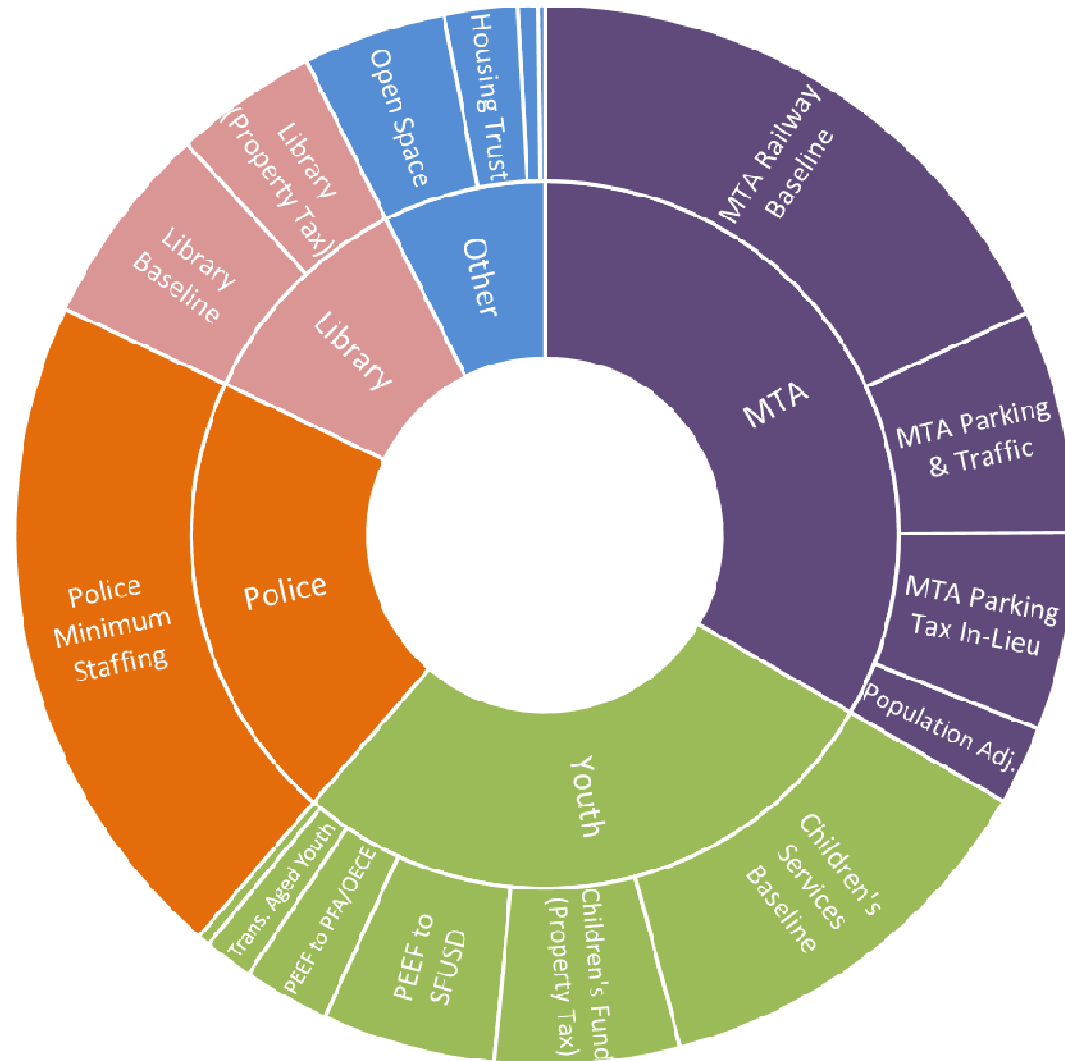 MTA Railway
Baseline
MTA Parking
& Traffic
MTA Parking
Tax In-Lieu
Population Adj.
MTA
Children's
Services
Baseline
Children's Fund
(Property Tax)
PEEF to
SFUSD
PEEF to PFA/OECE
Trans. Aged Youth
Youth
Police
Minimum
Staffing
Police
Library
Baseline
Library
(Property Tax)
Library
Open Space
Housing Trust
Other